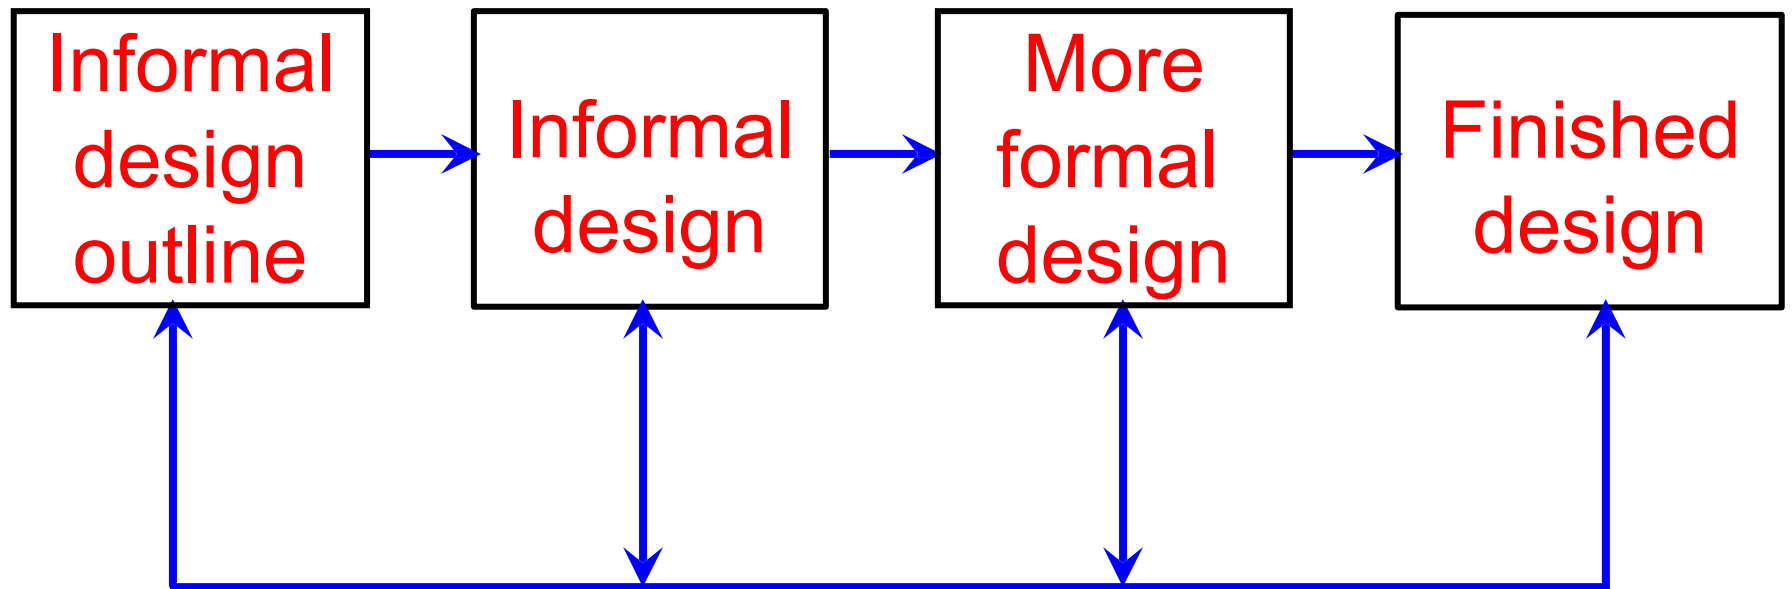 Informal
design
outline
Informal
design
More
formal
design
Finished
design